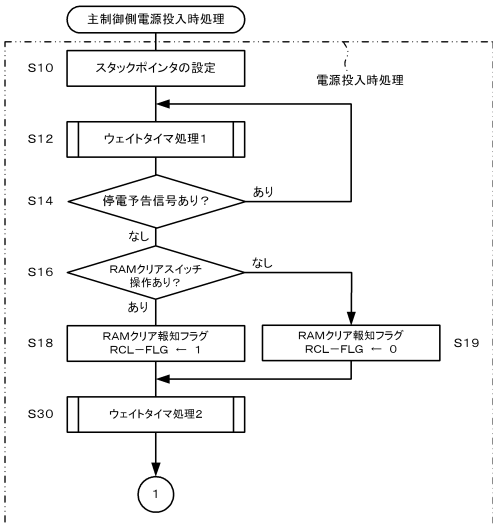 主制御側電源投入時処理
電源投入時処理
S10
スタックポインタの設定
S12
ウェイトタイマ処理1
S14
停電予告信号あり?
あり
なし
S16
RAMクリアスイッチ
操作あり?
なし
あり
S18
RAMクリア報知フラグ
RCL-FLG ← 1
RAMクリア報知フラグ
RCL-FLG ← 0
S19
S30
ウェイトタイマ処理2
1